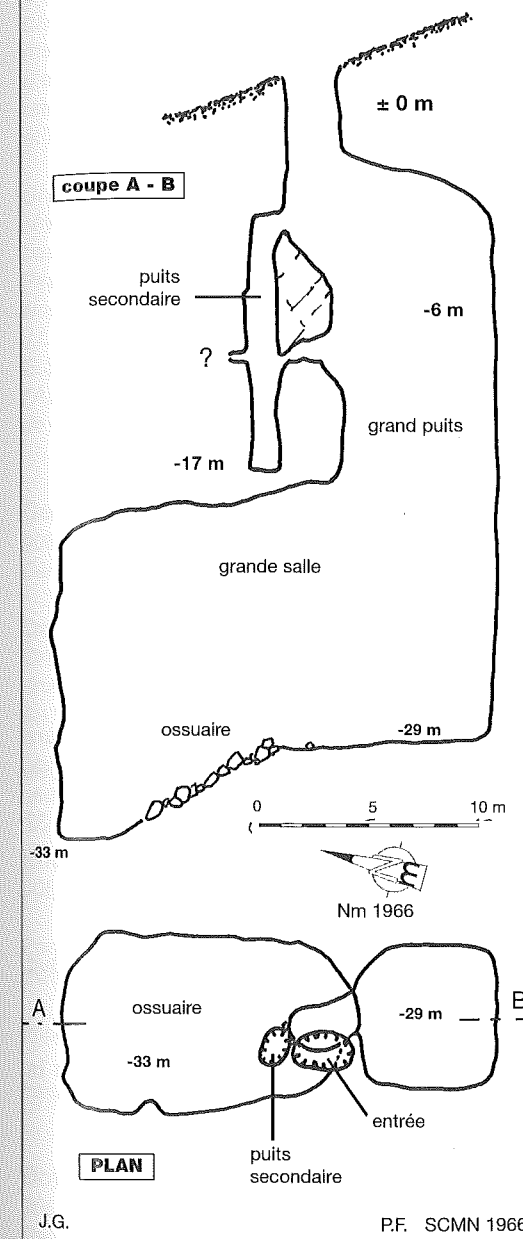 ± 0 m
coupe A - B
puits
secondaire
-6 m
?
grand puits
-17 m
grande salle
ossuaire
-29 m
0 5 10 m
-33 m
m
Nm 1966
A
ossuaire
-29 m
B
-33 m
entrée
puits
secondaire
PLAN
J.G.
P.F. SCMN 1966